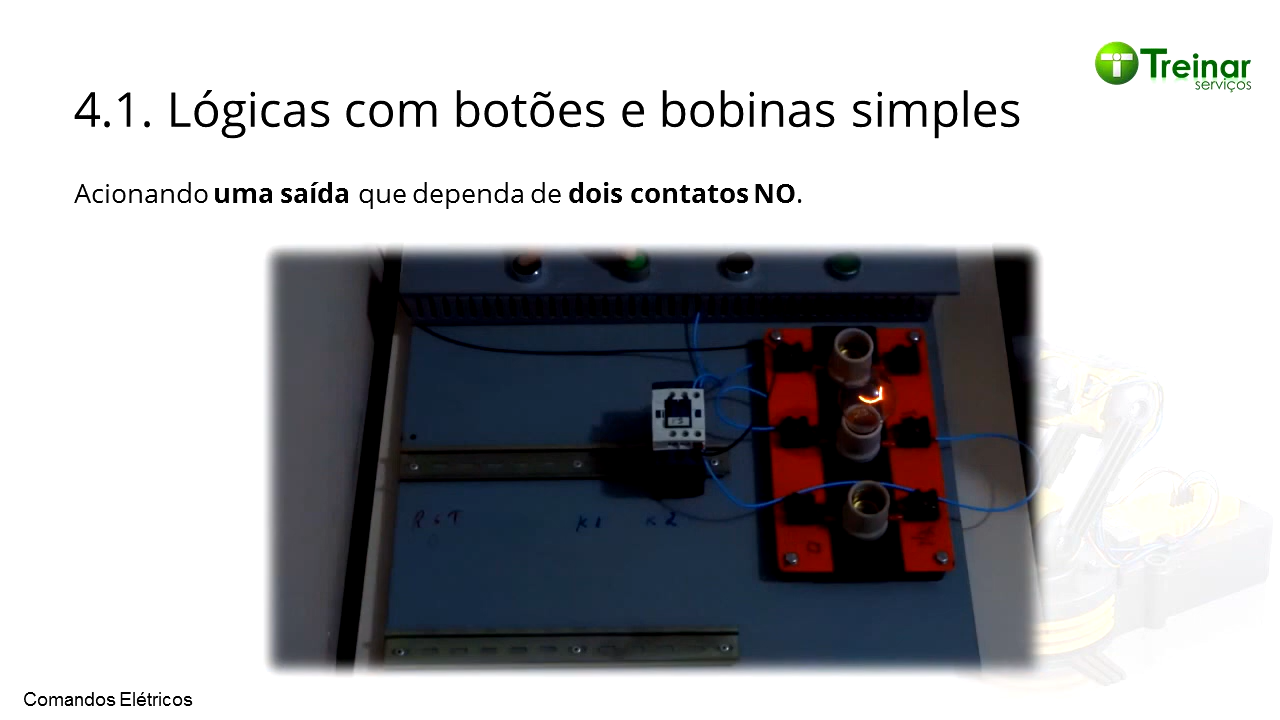 Treinar
serviços
4.1. Lógicas com botões e bobinas simples
Acionando uma saída que dependa de dois contatos NO.
R S T
K1 K2
Comandos Elétricos